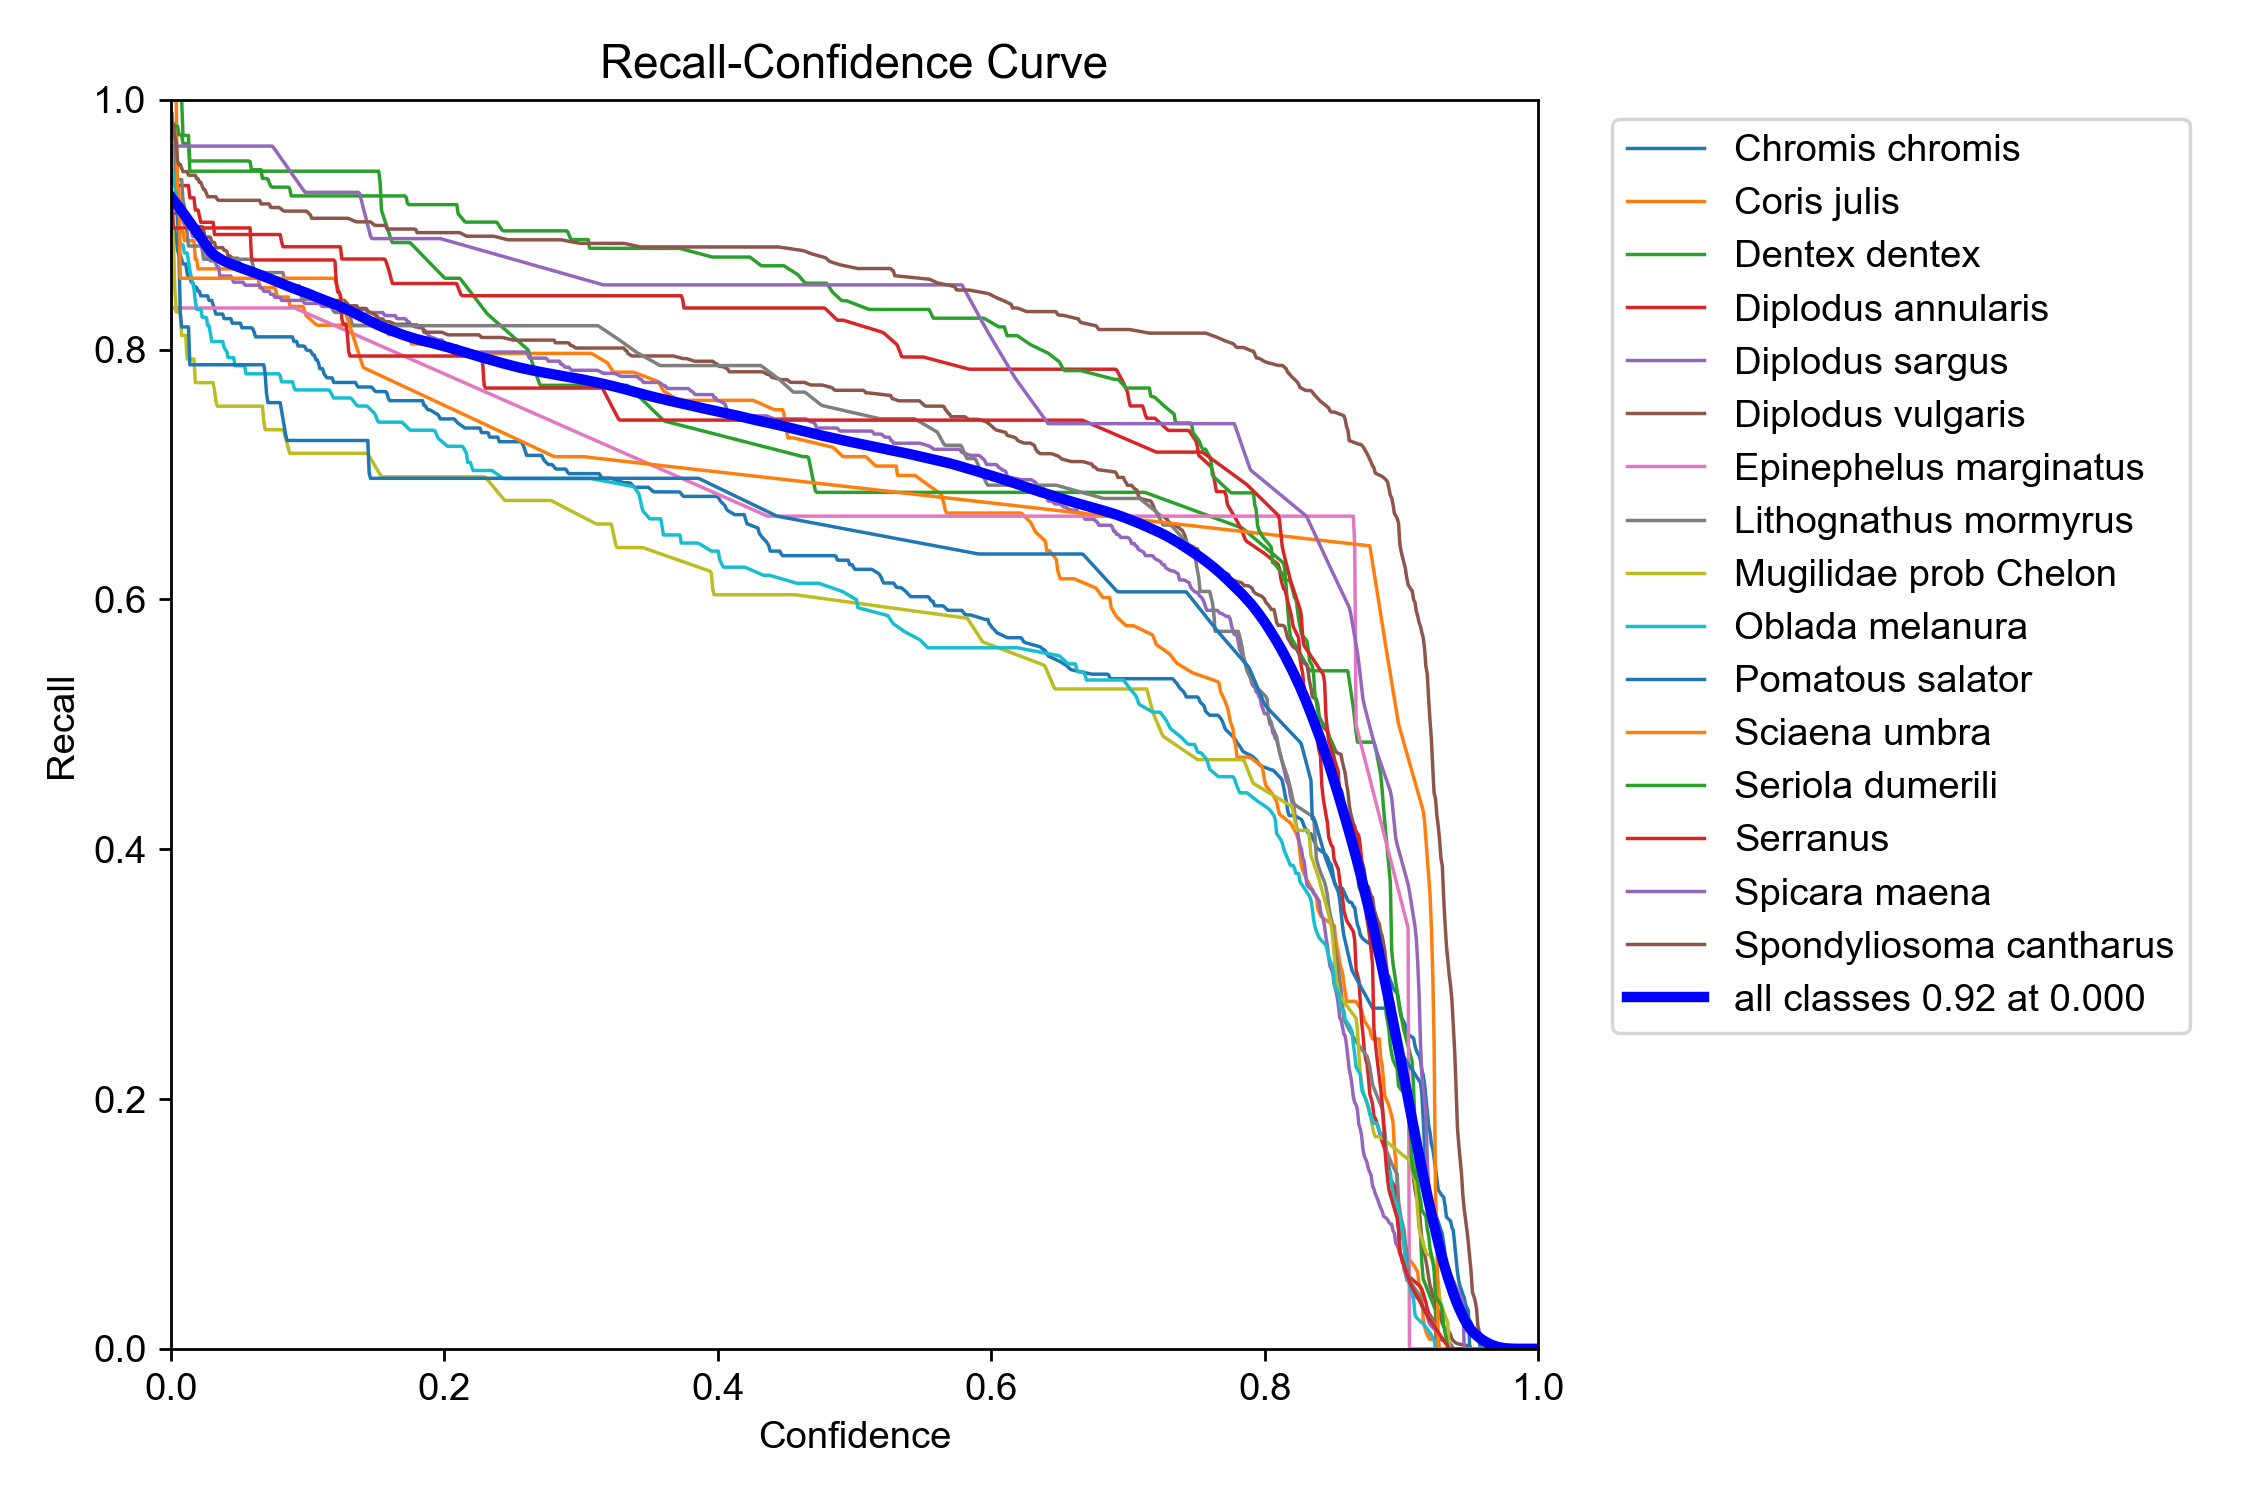 Recall-Confidence Curve
1.0
0.8
0.6
0.4
0.2
0.0
Recall
0.0 0.2 0.4 0.6 0.8 1.0
Confidence
Chromis chromis
Coris julis
Dentex dentex
Diplodus annularis
Diplodus sargus
Diplodus vulgaris
Epinephelus marginatus
Lithognathus mormyrus
Mugilidae prob Chelon
Oblada melanura
Pomatous salator
Sciaena umbra
Seriola dumerili
Serranus
Spicara maena
Spondyliosoma cantharus
all classes 0.92 at 0.000